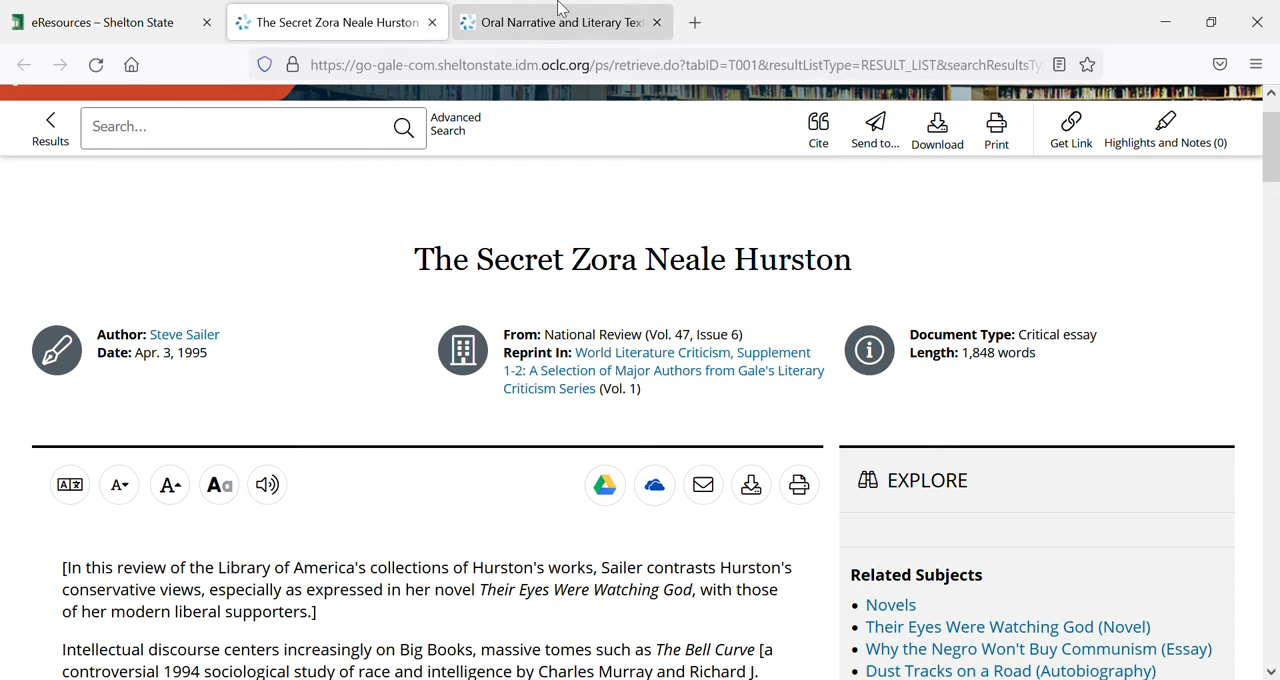 eResources – Shelton State
The Secret Zora Neale Hurston
Oral Narrative and Literary Tex
https://go-gale-com.sheltonstate.idm.oclc.org/ps/retrieve.do?tabID=T001&resultListType=RESULT_LIST&searchResultsTy
Results
Search...
Advanced
Search
Cite
Send to...
Download
Print
Get Link
Highlights and Notes (0)
The Secret Zora Neale Hurston
Author: Steve Sailer
Date: Apr. 3, 1995
From: National Review (Vol. 47, Issue 6)
Reprint In: World Literature Criticism, Supplement
1-2: A Selection of Major Authors from Gale's Literary
Criticism Series (Vol. 1)
Document Type: Critical essay
Length: 1,848 words
A
A
Aa
EXPLORE
[In this review of the Library of America's collections of Hurston's works, Sailer contrasts Hurston's
conservative views, especially as expressed in her novel Their Eyes Were Watching God, with those
of her modern liberal supporters.]
Intellectual discourse centers increasingly on Big Books, massive tomes such as The Bell Curve [a
controversial 1994 sociological study of race and intelligence by Charles Murray and Richard J.
Related Subjects
• Novels
• Their Eyes Were Watching God (Novel)
• Why the Negro Won't Buy Communism (Essay)
• Dust Tracks on a Road (Autobiography)